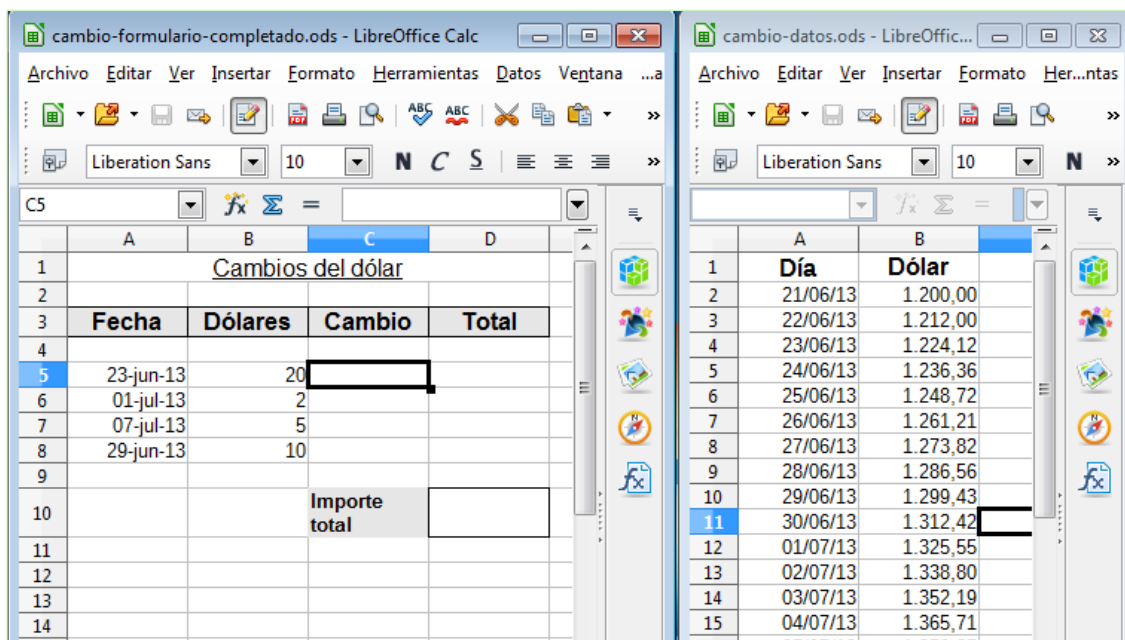 cambio-formulario-completado.ods - LibreOffice Calc
Archivo Editar Ver Insertar Formato Herramientas Datos Ventana ...a
PDF ABC ABC »
Liberation Sans 10 N C S »
C5 fx Σ =
A B C D
1 Cambios del dólar
2
3 Fecha Dólares Cambio Total
4
5 23-jun-13 20
6 01-jul-13 2
7 07-jul-13 5
8 29-jun-13 10
9
10 Importe total
11
12
13
14
cambio-datos.ods - LibreOffic...
Archivo Editar Ver Insertar Formato Her...ntas
PDF »
Liberation Sans 10 N »
fx Σ =
A B
1 Día Dólar
2 21/06/13 1.200,00
3 22/06/13 1.212,00
4 23/06/13 1.224,12
5 24/06/13 1.236,36
6 25/06/13 1.248,72
7 26/06/13 1.261,21
8 27/06/13 1.273,82
9 28/06/13 1.286,56
10 29/06/13 1.299,43
11 30/06/13 1.312,42
12 01/07/13 1.325,55
13 02/07/13 1.338,80
14 03/07/13 1.352,19
15 04/07/13 1.365,71